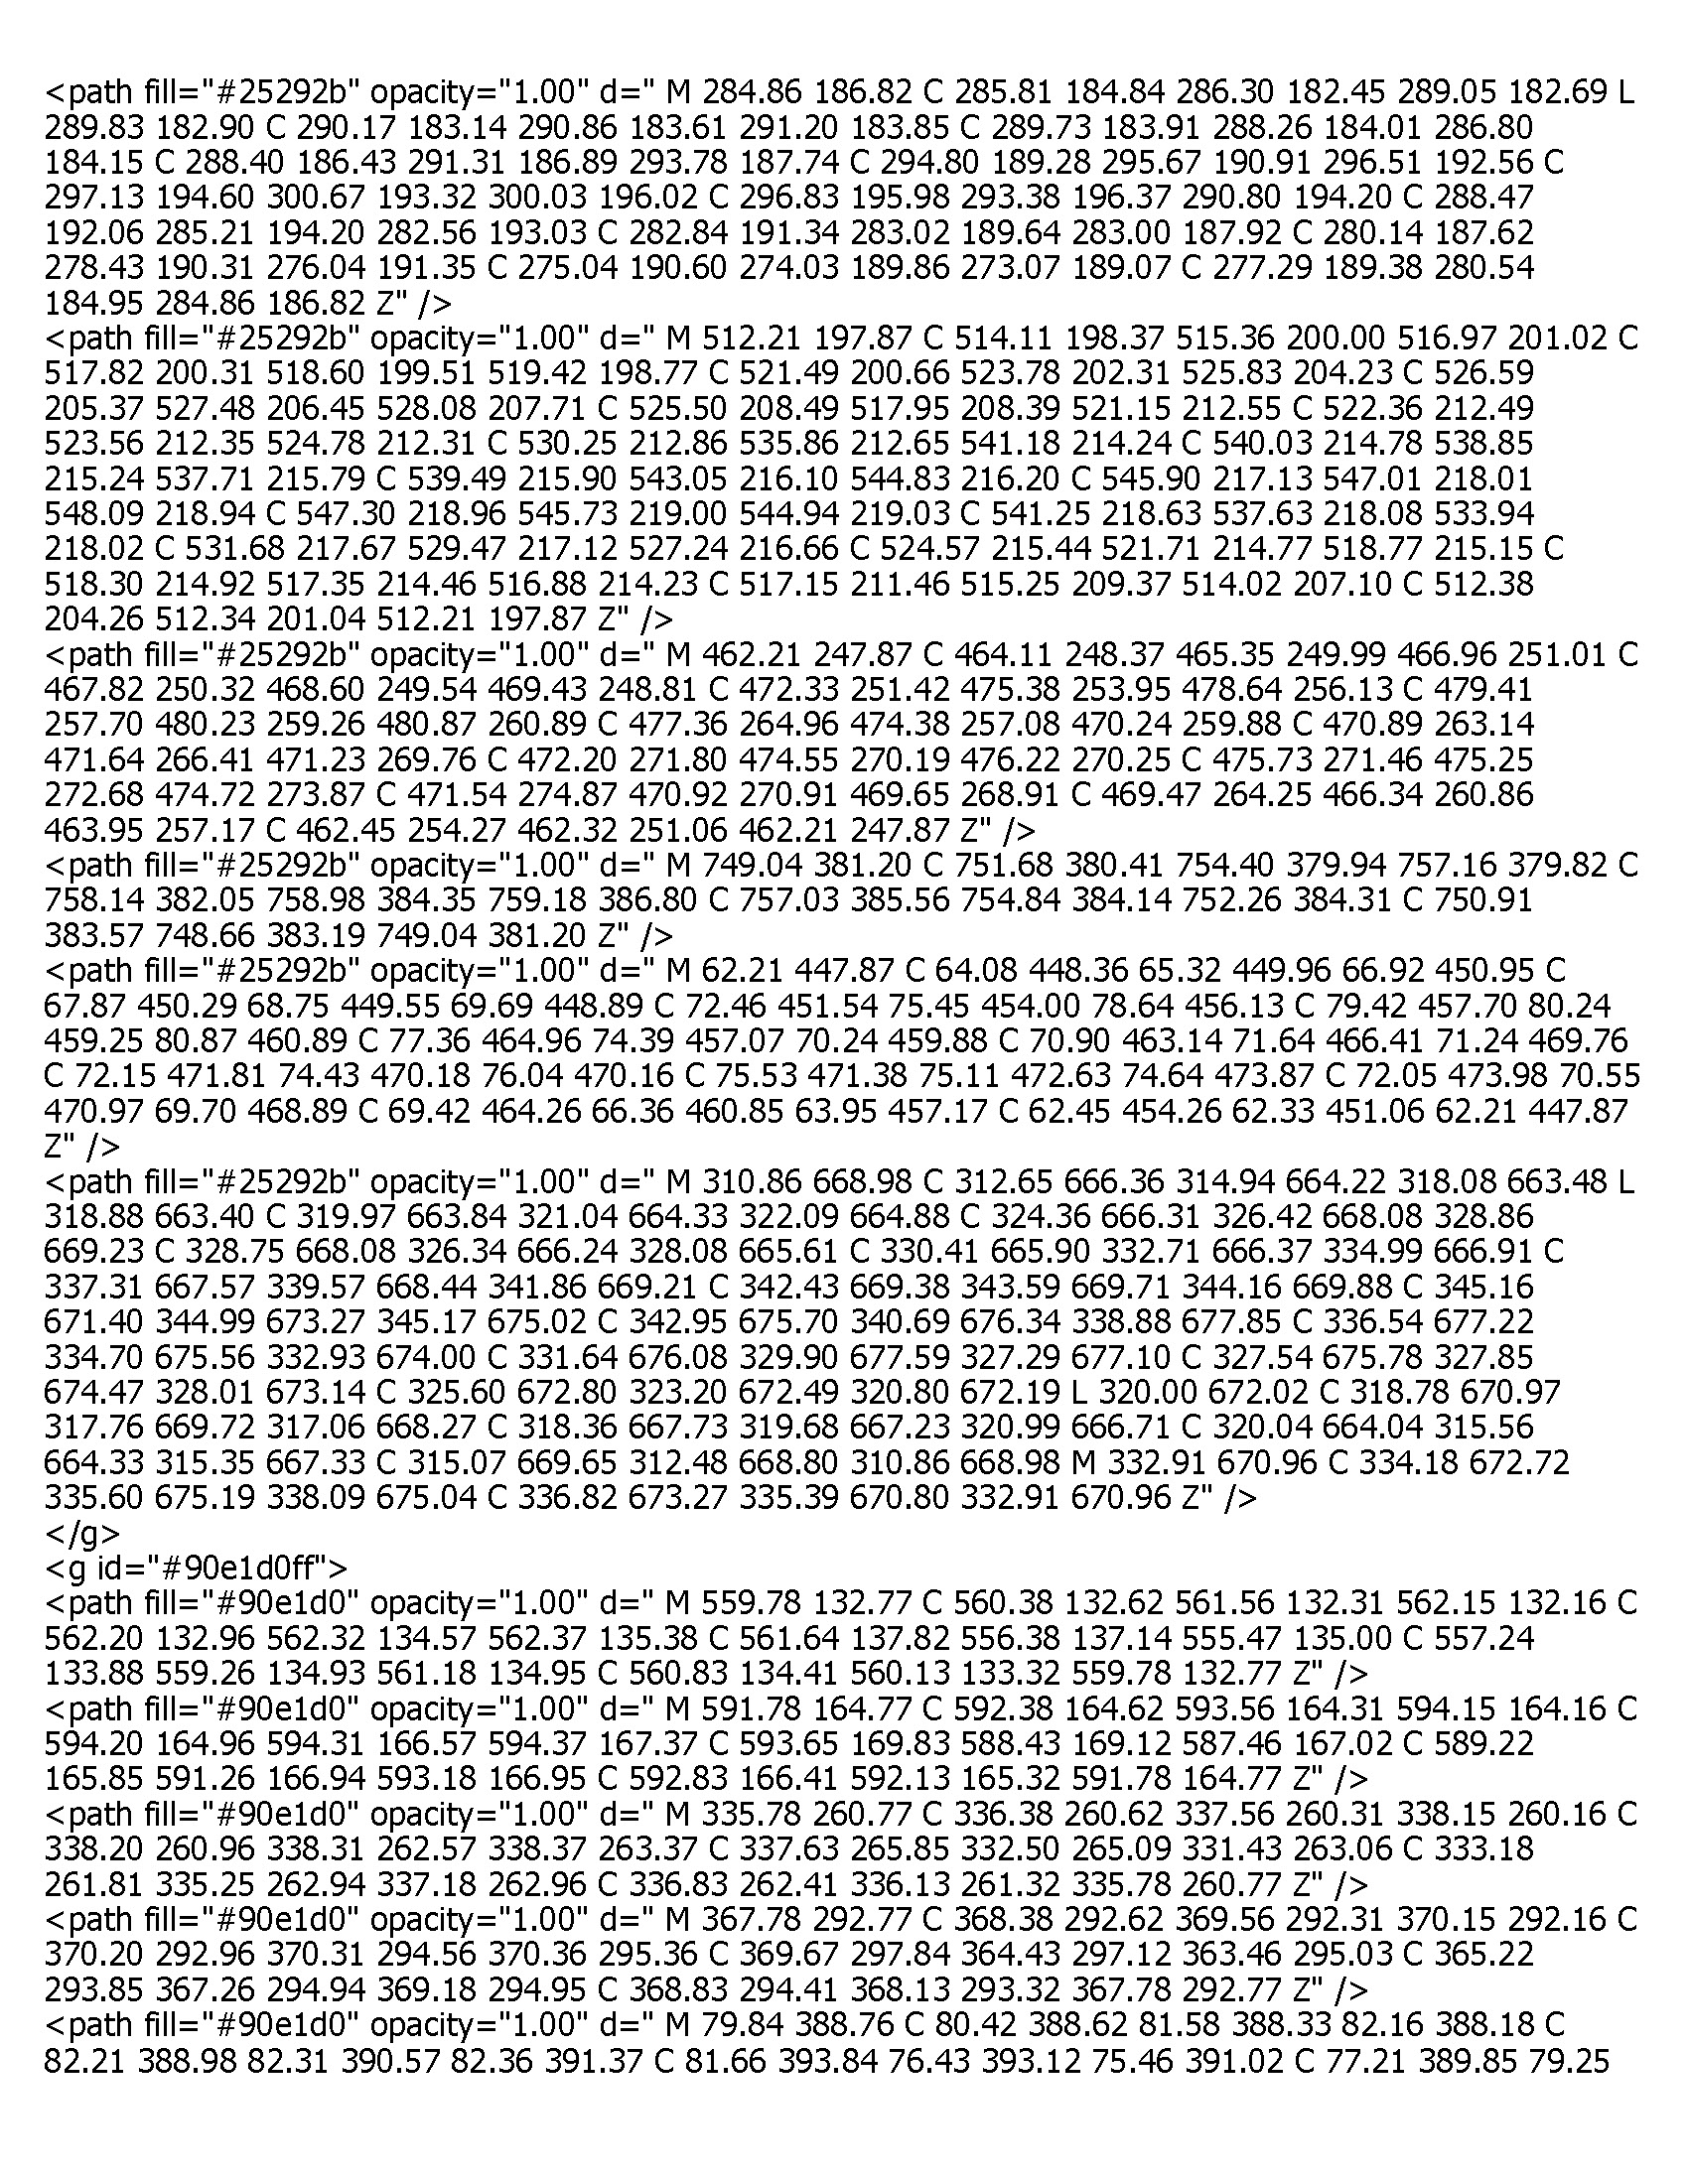 <path fill="#25292b" opacity="1.00" d=" M 284.86 186.82 C 285.81 184.84 286.30 182.45 289.05 182.69 L
289.83 182.90 C 290.17 183.14 290.86 183.61 291.20 183.85 C 289.73 183.91 288.26 184.01 286.80
184.15 C 288.40 186.43 291.31 186.89 293.78 187.74 C 294.80 189.28 295.67 190.91 296.51 192.56 C
297.13 194.60 300.67 193.32 300.03 196.02 C 296.83 195.98 293.38 196.37 290.80 194.20 C 288.47
192.06 285.21 194.20 282.56 193.03 C 282.84 191.34 283.02 189.64 283.00 187.92 C 280.14 187.62
278.43 190.31 276.04 191.35 C 275.04 190.60 274.03 189.86 273.07 189.07 C 277.29 189.38 280.54
184.95 284.86 186.82 Z" />
<path fill="#25292b" opacity="1.00" d=" M 512.21 197.87 C 514.11 198.37 515.36 200.00 516.97 201.02 C
517.82 200.31 518.60 199.51 519.42 198.77 C 521.49 200.66 523.78 202.31 525.83 204.23 C 526.59
205.37 527.48 206.45 528.08 207.71 C 525.50 208.49 517.95 208.39 521.15 212.55 C 522.36 212.49
523.56 212.35 524.78 212.31 C 530.25 212.86 535.86 212.65 541.18 214.24 C 540.03 214.78 538.85
215.24 537.71 215.79 C 539.49 215.90 543.05 216.10 544.83 216.20 C 545.90 217.13 547.01 218.01
548.09 218.94 C 547.30 218.96 545.73 219.00 544.94 219.03 C 541.25 218.63 537.63 218.08 533.94
218.02 C 531.68 217.67 529.47 217.12 527.24 216.66 C 524.57 215.44 521.71 214.77 518.77 215.15 C
518.30 214.92 517.35 214.46 516.88 214.23 C 517.15 211.46 515.25 209.37 514.02 207.10 C 512.38
204.26 512.34 201.04 512.21 197.87 Z" />
<path fill="#25292b" opacity="1.00" d=" M 462.21 247.87 C 464.11 248.37 465.35 249.99 466.96 251.01 C
467.82 250.32 468.60 249.54 469.43 248.81 C 472.33 251.42 475.38 253.95 478.64 256.13 C 479.41
257.70 480.23 259.26 480.87 260.89 C 477.36 264.96 474.38 257.08 470.24 259.88 C 470.89 263.14
471.64 266.41 471.23 269.76 C 472.20 271.80 474.55 270.19 476.22 270.25 C 475.73 271.46 475.25
272.68 474.72 273.87 C 471.54 274.87 470.92 270.91 469.65 268.91 C 469.47 264.25 466.34 260.86
463.95 257.17 C 462.45 254.27 462.32 251.06 462.21 247.87 Z" />
<path fill="#25292b" opacity="1.00" d=" M 749.04 381.20 C 751.68 380.41 754.40 379.94 757.16 379.82 C
758.14 382.05 758.98 384.35 759.18 386.80 C 757.03 385.56 754.84 384.14 752.26 384.31 C 750.91
383.57 748.66 383.19 749.04 381.20 Z" />
<path fill="#25292b" opacity="1.00" d=" M 62.21 447.87 C 64.08 448.36 65.32 449.96 66.92 450.95 C
67.87 450.29 68.75 449.55 69.69 448.89 C 72.46 451.54 75.45 454.00 78.64 456.13 C 79.42 457.70 80.24
459.25 80.87 460.89 C 77.36 464.96 74.39 457.07 70.24 459.88 C 70.90 463.14 71.64 466.41 71.24 469.76
C 72.15 471.81 74.43 470.18 76.04 470.16 C 75.53 471.38 75.11 472.63 74.64 473.87 C 72.05 473.98 70.55
470.97 69.70 468.89 C 69.42 464.26 66.36 460.85 63.95 457.17 C 62.45 454.26 62.33 451.06 62.21 447.87
Z" />
<path fill="#25292b" opacity="1.00" d=" M 310.86 668.98 C 312.65 666.36 314.94 664.22 318.08 663.48 L
318.88 663.40 C 319.97 663.84 321.04 664.33 322.09 664.88 C 324.36 666.31 326.42 668.08 328.86
669.23 C 328.75 668.08 326.34 666.24 328.08 665.61 C 330.41 665.90 332.71 666.37 334.99 666.91 C
337.31 667.57 339.57 668.44 341.86 669.21 C 342.43 669.38 343.59 669.71 344.16 669.88 C 345.16
671.40 344.99 673.27 345.17 675.02 C 342.95 675.70 340.69 676.34 338.88 677.85 C 336.54 677.22
334.70 675.56 332.93 674.00 C 331.64 676.08 329.90 677.59 327.29 677.10 C 327.54 675.78 327.85
674.47 328.01 673.14 C 325.60 672.80 323.20 672.49 320.80 672.19 L 320.00 672.02 C 318.78 670.97
317.76 669.72 317.06 668.27 C 318.36 667.73 319.68 667.23 320.99 666.71 C 320.04 664.04 315.56
664.33 315.35 667.33 C 315.07 669.65 312.48 668.80 310.86 668.98 M 332.91 670.96 C 334.18 672.72
335.60 675.19 338.09 675.04 C 336.82 673.27 335.39 670.80 332.91 670.96 Z" />
</g>
<g id="#90e1d0ff">
<path fill="#90e1d0" opacity="1.00" d=" M 559.78 132.77 C 560.38 132.62 561.56 132.31 562.15 132.16 C
562.20 132.96 562.32 134.57 562.37 135.38 C 561.64 137.82 556.38 137.14 555.47 135.00 C 557.24
133.88 559.26 134.93 561.18 134.95 C 560.83 134.41 560.13 133.32 559.78 132.77 Z" />
<path fill="#90e1d0" opacity="1.00" d=" M 591.78 164.77 C 592.38 164.62 593.56 164.31 594.15 164.16 C
594.20 164.96 594.31 166.57 594.37 167.37 C 593.65 169.83 588.43 169.12 587.46 167.02 C 589.22
165.85 591.26 166.94 593.18 166.95 C 592.83 166.41 592.13 165.32 591.78 164.77 Z" />
<path fill="#90e1d0" opacity="1.00" d=" M 335.78 260.77 C 336.38 260.62 337.56 260.31 338.15 260.16 C
338.20 260.96 338.31 262.57 338.37 263.37 C 337.63 265.85 332.50 265.09 331.43 263.06 C 333.18
261.81 335.25 262.94 337.18 262.96 C 336.83 262.41 336.13 261.32 335.78 260.77 Z" />
<path fill="#90e1d0" opacity="1.00" d=" M 367.78 292.77 C 368.38 292.62 369.56 292.31 370.15 292.16 C
370.20 292.96 370.31 294.56 370.36 295.36 C 369.67 297.84 364.43 297.12 363.46 295.03 C 365.22
293.85 367.26 294.94 369.18 294.95 C 368.83 294.41 368.13 293.32 367.78 292.77 Z" />
<path fill="#90e1d0" opacity="1.00" d=" M 79.84 388.76 C 80.42 388.62 81.58 388.33 82.16 388.18 C
82.21 388.98 82.31 390.57 82.36 391.37 C 81.66 393.84 76.43 393.12 75.46 391.02 C 77.21 389.85 79.25